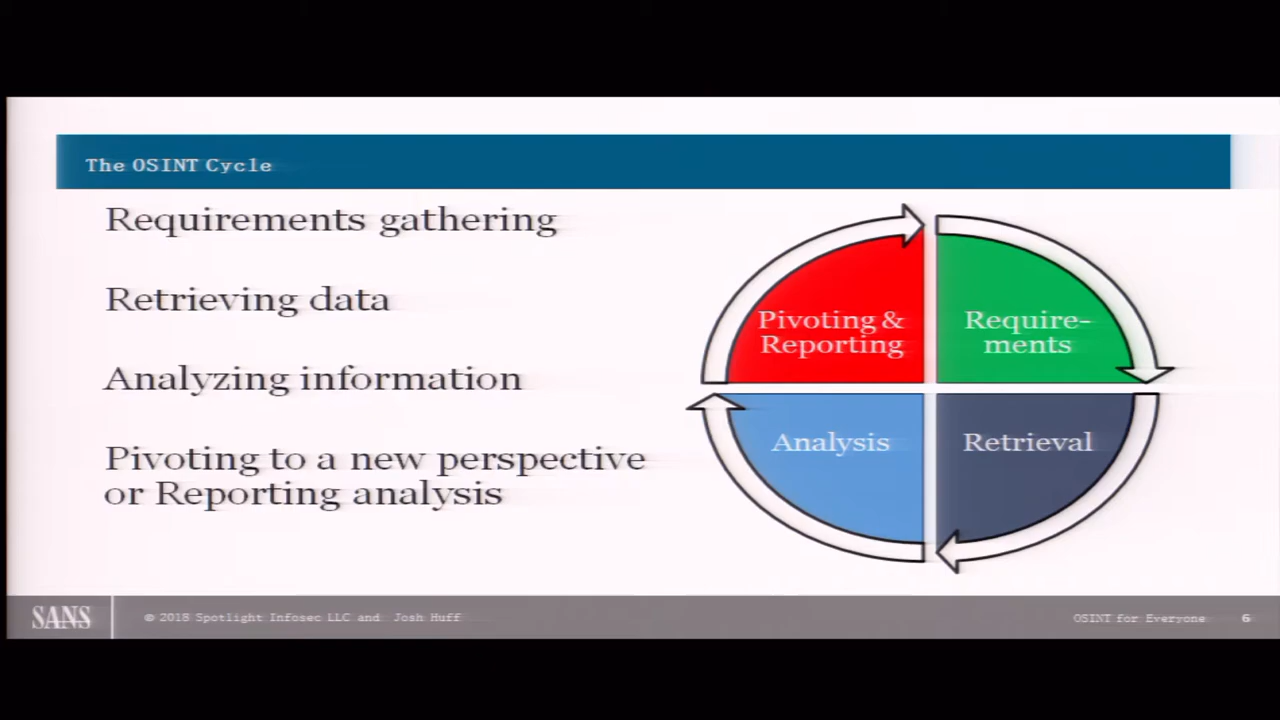 The OSINT Cycle
Requirements gathering
Retrieving data
Analyzing information
Pivoting to a new perspective
or Reporting analysis
Pivoting &
Reporting
Require-
ments
Analysis
Retrieval
SANS
© 2018 Spotlight Infosec LLC and Josh Huff
OSINT for Everyone
6